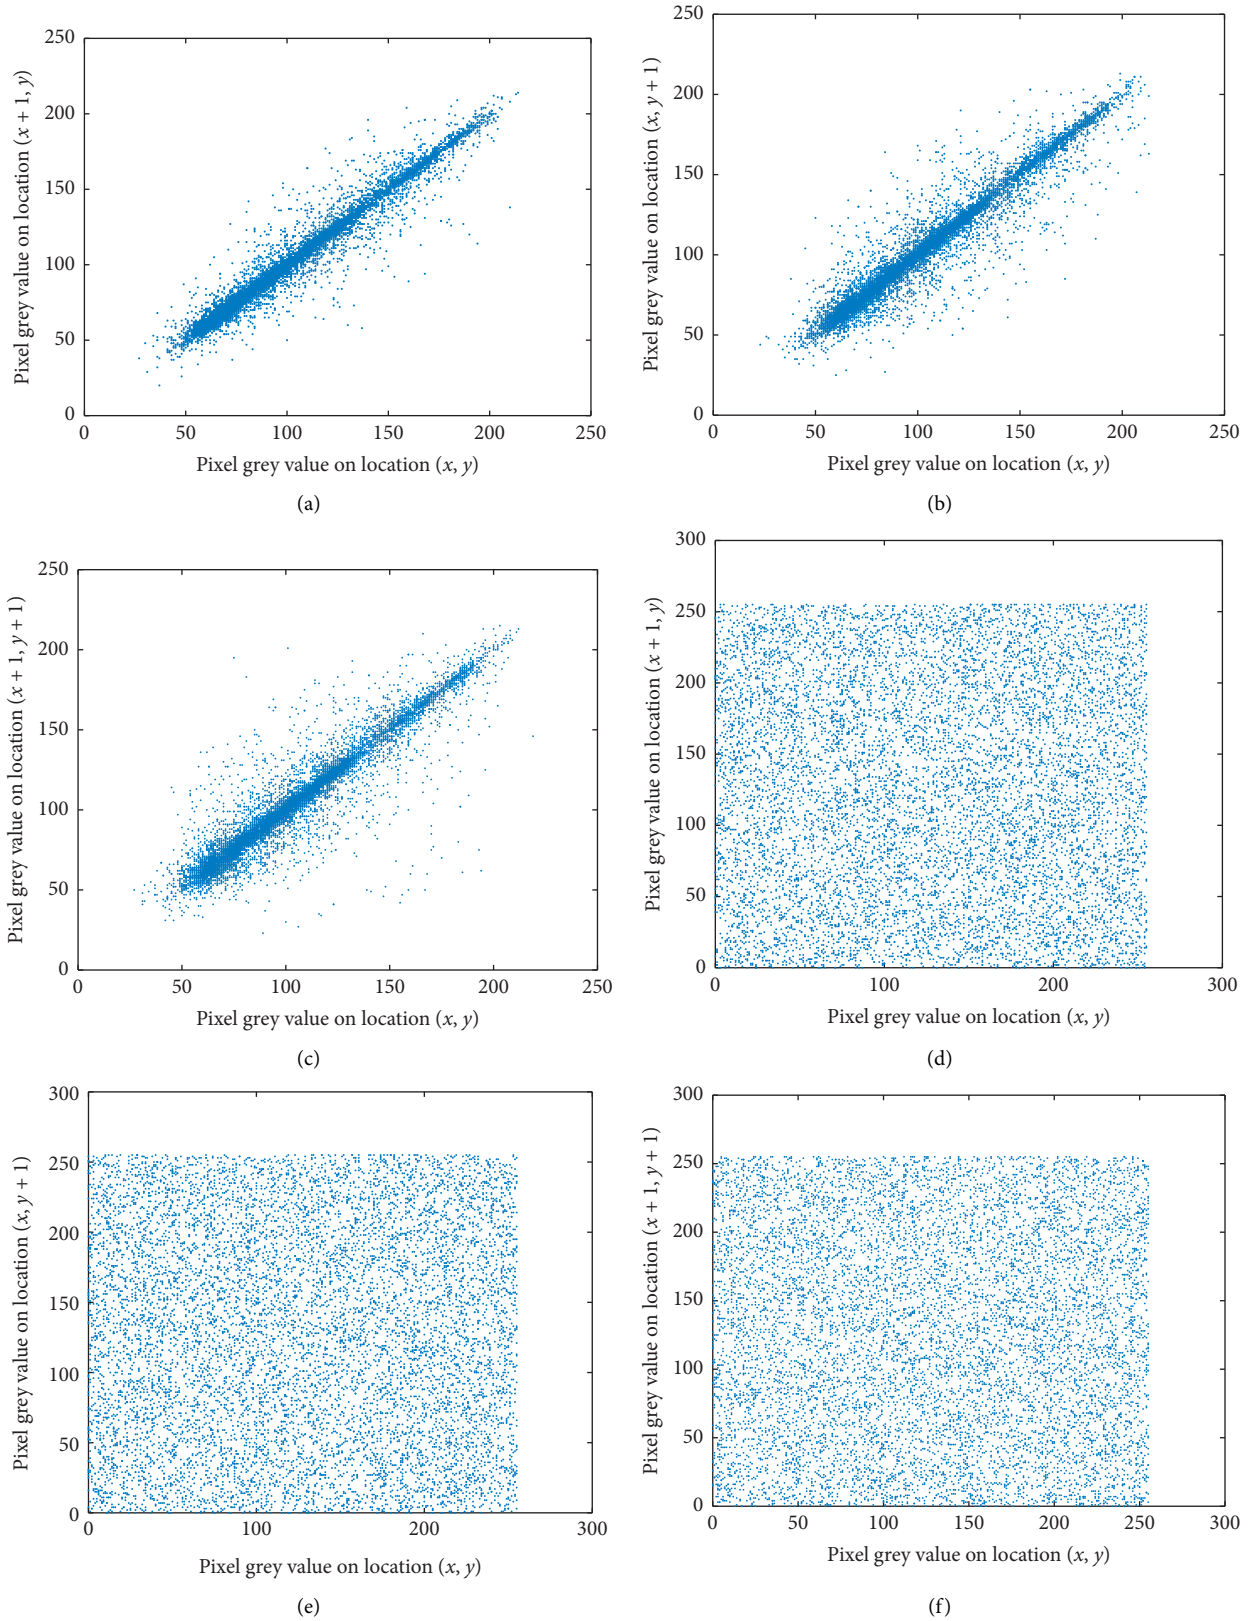 250
200
150
100
50
0
Pixel grey value on location (x + 1, y)
0 50 100 150 200 250
Pixel grey value on location (x, y)
(a)
250
200
150
100
50
0
Pixel grey value on location (x, y + 1)
0 50 100 150 200 250
Pixel grey value on location (x, y)
(b)
250
200
150
100
50
0
Pixel grey value on location (x + 1, y + 1)
0 50 100 150 200 250
Pixel grey value on location (x, y)
(c)
300
250
200
150
100
50
0
Pixel grey value on location (x + 1, y)
0 100 200 300
Pixel grey value on location (x, y)
(d)
300
250
200
150
100
50
0
Pixel grey value on location (x, y + 1)
0 100 200 300
Pixel grey value on location (x, y)
(e)
300
250
200
150
100
50
0
Pixel grey value on location (x + 1, y + 1)
0 50 100 150 200 250 300
Pixel grey value on location (x, y)
(f)